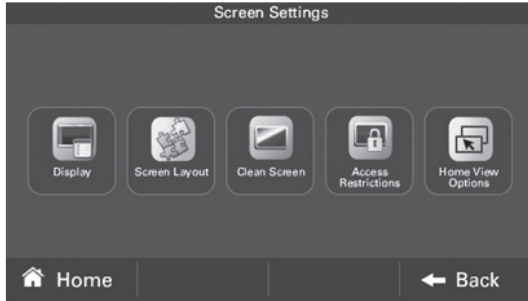 Screen Settings
Display
Screen Layout
Clean Screen
Access
Restrictions
Home View
Options
Home
Back